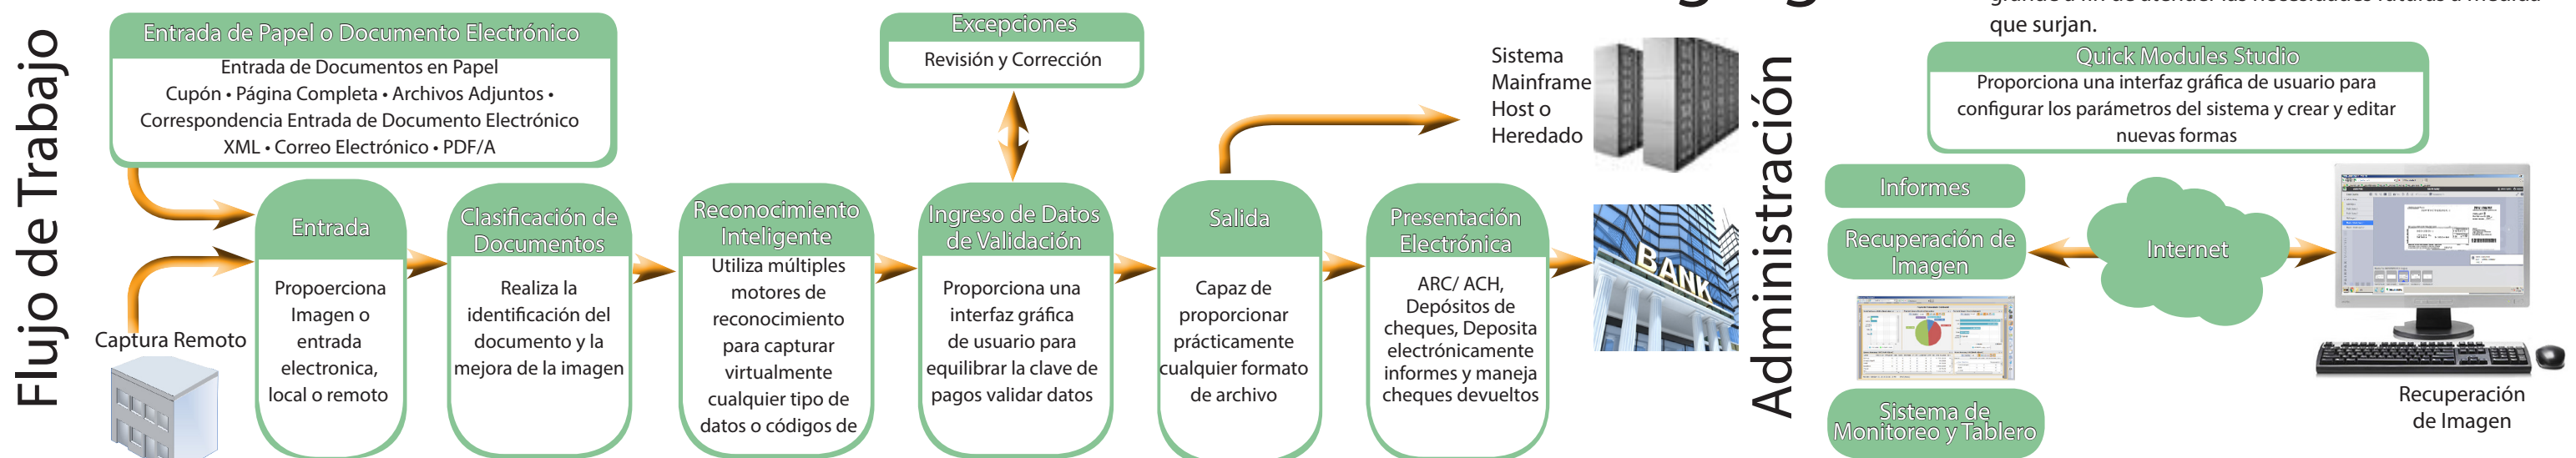 que surjan.
Flujo de Trabajo
Entrada de Papel o Documento Electrónico
Entrada de Documentos en Papel
Cupón • Página Completa • Archivos Adjuntos •
Correspondencia Entrada de Documento Electrónico
XML • Correo Electrónico • PDF/A
Excepciones
Revisión y Corrección
Sistema
Mainframe
Host o
Heredado
Captura Remoto
Entrada
Propoerciona
Imagen o
entrada
electronica,
local o remoto
Clasificación de
Documentos
Realiza la
identificación del
documento y la
mejora de la imagen
Reconocimiento
Inteligente
Utiliza múltiples
motores de
reconocimiento
para capturar
virtualmente
cualquier tipo de
datos o códigos de
Ingreso de Datos
de Validación
Proporciona una
interfaz gráfica
de usuario para
equilibrar la clave de
pagos validar datos
Salida
Capaz de
proporcionar
prácticamente
cualquier formato
de archivo
Presentación
Electrónica
ARC/ ACH,
Depósitos de
cheques, Deposita
electrónicamente
informes y maneja
cheques devueltos
BANK
Administración
Quick Modules Studio
Proporciona una interfaz gráfica de usuario para
configurar los parámetros del sistema y crear y editar
nuevas formas
Informes
Recuperación de
Imagen
Internet
Sistema de
Monitoreo y Tablero
Recuperación
de Imagen